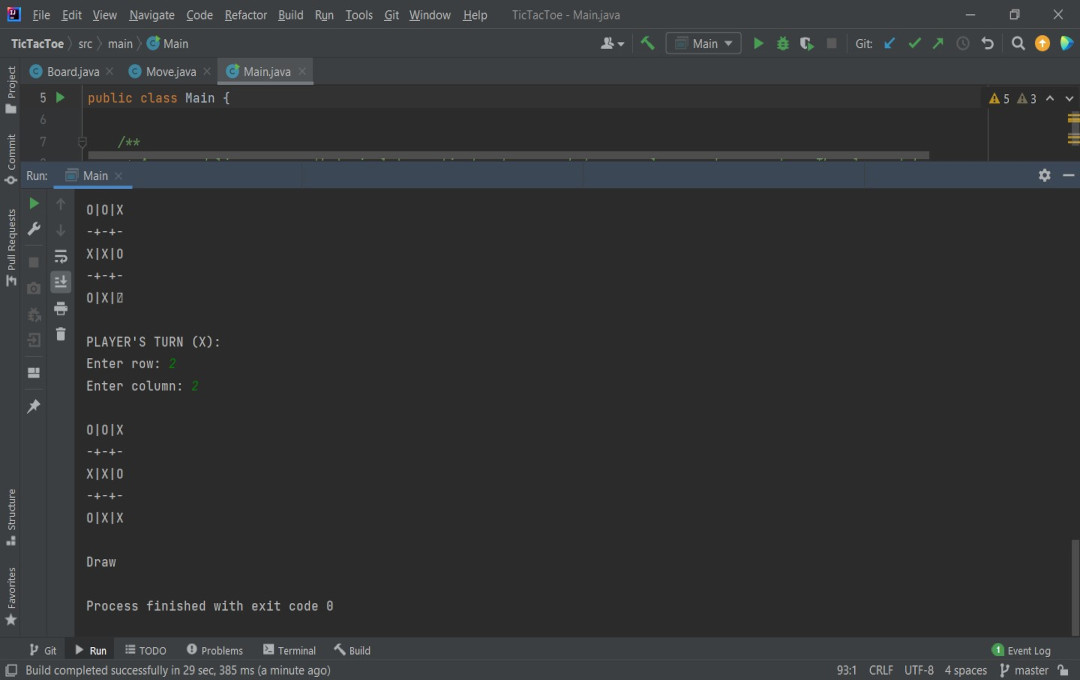 File Edit View Navigate Code Refactor Build Run Tools Git Window Help TicTacToe - Main.java
TicTacToe src main Main Main Git:
Board.java Move.java Main.java
Project
Commit
Pull Requests
Structure
Favorites
5 public class Main {
6
7 /**
5 3
Run: Main
O|O|X
-+-+-
X|X|O
-+-+-
O|X|
PLAYER'S TURN (X):
Enter row: 2
Enter column: 2
O|O|X
-+-+-
X|X|O
-+-+-
O|X|X
Draw
Process finished with exit code 0
Git Run TODO Problems Terminal Build 1 Event Log
Build completed successfully in 29 sec, 385 ms (a minute ago) 93:1 CRLF UTF-8 4 spaces master